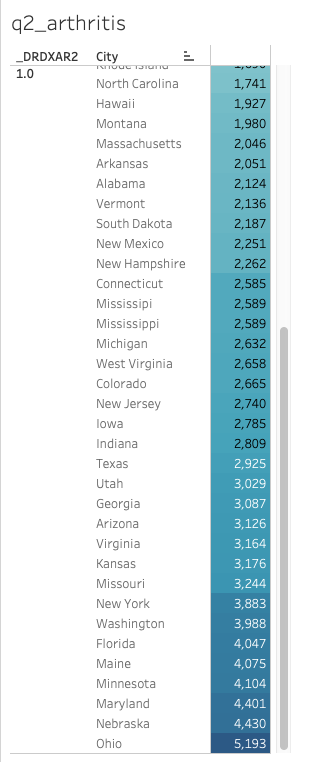 q2_arthritis
_DRDXAR2 City
1.0
North Carolina 1,741
Hawaii 1,927
Montana 1,980
Massachusetts 2,046
Arkansas 2,051
Alabama 2,124
Vermont 2,136
South Dakota 2,187
New Mexico 2,251
New Hampshire 2,262
Connecticut 2,585
Mississipi 2,589
Mississippi 2,589
Michigan 2,632
West Virginia 2,658
Colorado 2,665
New Jersey 2,740
Iowa 2,785
Indiana 2,809
Texas 2,925
Utah 3,029
Georgia 3,087
Arizona 3,126
Virginia 3,164
Kansas 3,176
Missouri 3,244
New York 3,883
Washington 3,988
Florida 4,047
Maine 4,075
Minnesota 4,104
Maryland 4,401
Nebraska 4,430
Ohio 5,193